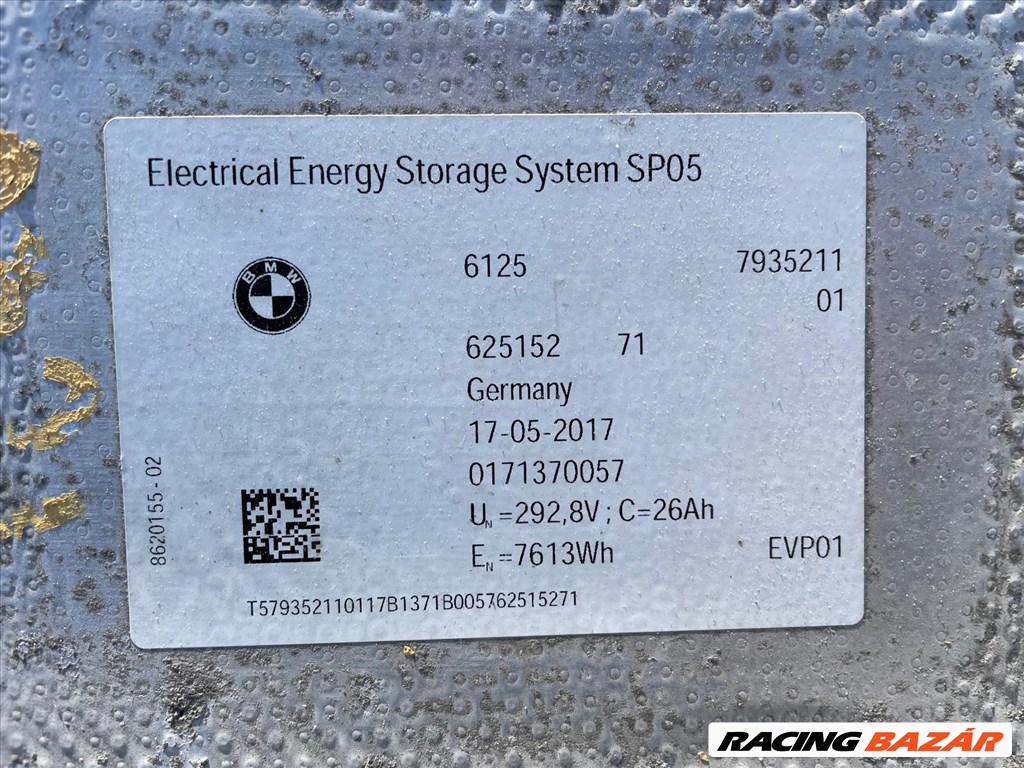 Electrical Energy Storage System SP05
BMW
6125 7935211
01
625152 71
Germany
17-05-2017
0171370057
UN =292,8V ; C=26Ah
EN =7613Wh EVP01
8620155-02
T579352110117B1371B005762515271
RACING BAZÁR